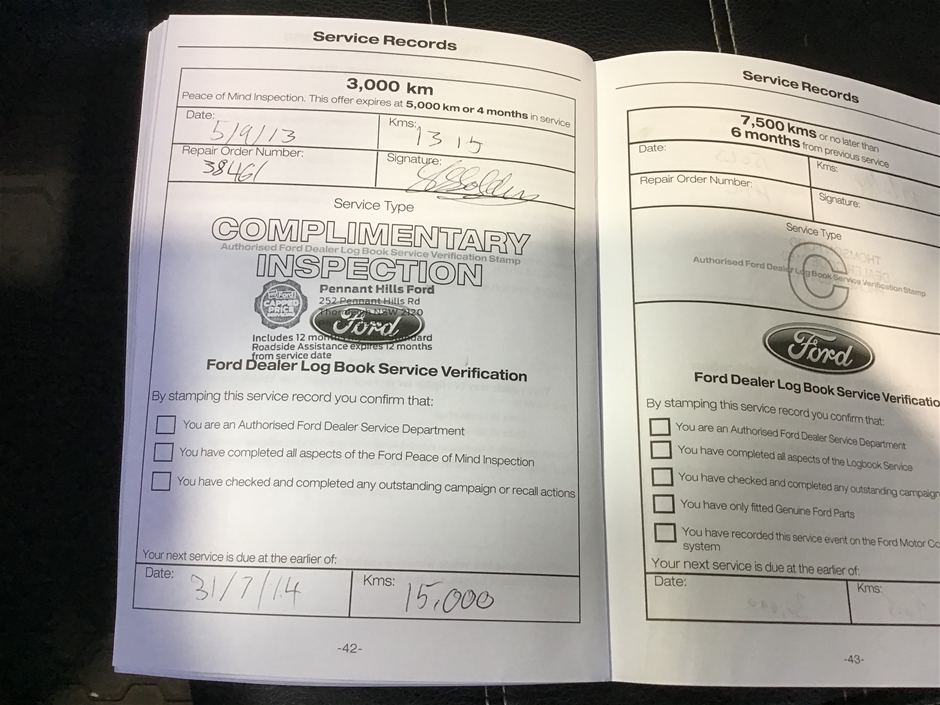 Service Records
3,000 km
Peace of Mind Inspection. This offer expires at 5,000 km or 4 months in service
Date: 5/9/13
Kms: 1315
Repair Order Number: 38461
Signature:
Service Type
COMPLIMENTARY
Authorised Ford Dealer Log Book Service Verification Stamp
INSPECTION
Pennant Hills Ford
252 Pennant Hills Rd
Thornleigh NSW 2120
Ford CAPPED PRICE
Ford
Includes 12 month Standard
Roadside Assistance expires 12 months
from service date
Ford Dealer Log Book Service Verification
By stamping this service record you confirm that:
You are an Authorised Ford Dealer Service Department
You have completed all aspects of the Ford Peace of Mind Inspection
You have checked and completed any outstanding campaign or recall actions
Your next service is due at the earlier of:
Date: 31/7/14
Kms: 15,000
-42-
Service Records
7,500 kms or no later than
6 months from previous service
Date:
Kms:
Repair Order Number:
Signature:
Service Type
C
Authorised Ford Dealer Log Book Service Verification Stamp
Ford
Ford Dealer Log Book Service Verificatio
By stamping this service record you confirm that:
You are an Authorised Ford Dealer Service Department
You have completed all aspects of the Logbook Service
You have checked and completed any outstanding campaign
You have only fitted Genuine Ford Parts
You have recorded this service event on the Ford Motor Co
system
Your next service is due at the earlier of:
Date:
Kms:
-43-